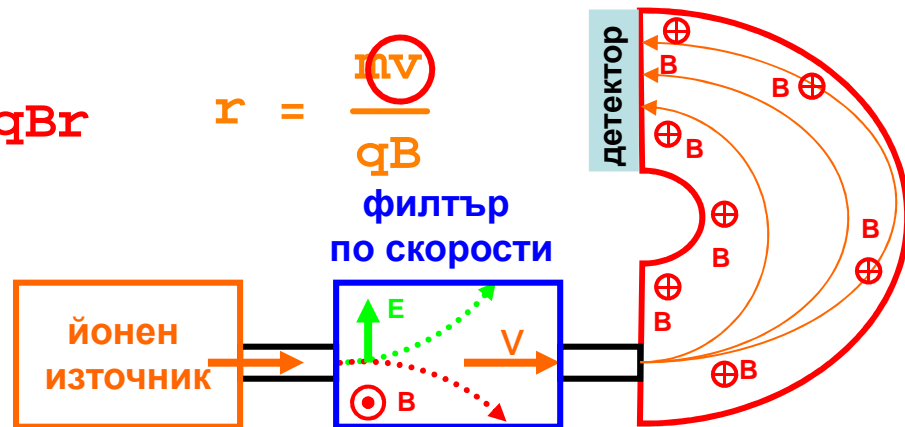 qBr
r = mv
qB
филтър
по скорости
йонен
източник
E
B
V
детектор
B
B
B
B
B
B
B